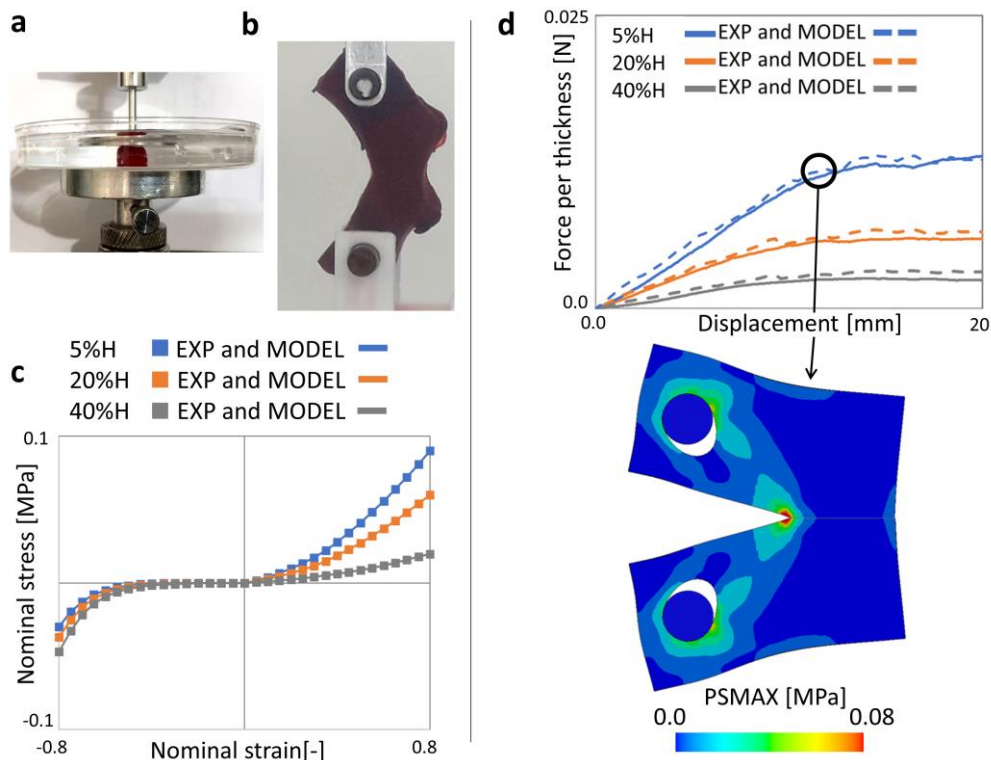 a
b
5%H EXP and MODEL
20%H EXP and MODEL
40%H EXP and MODEL
c
0.1
Nominal stress [MPa]
-0.1
-0.8
Nominal strain[-]
0.8
d
0.025
5%H EXP and MODEL
20%H EXP and MODEL
40%H EXP and MODEL
Force per thickness [N]
0.0
0.0
Displacement [mm]
20
PSMAX [MPa]
0.0
0.08